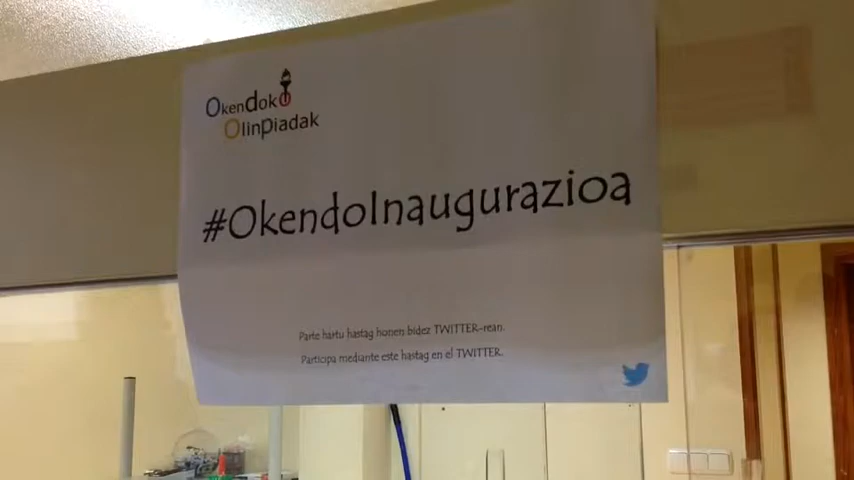 Okendoko
Olinpiadak
#OkendoInaugurazioa
Parte hartu hastag honen bidez TWITTER-rean.
Participa mediante este hastag en el TWITTER.